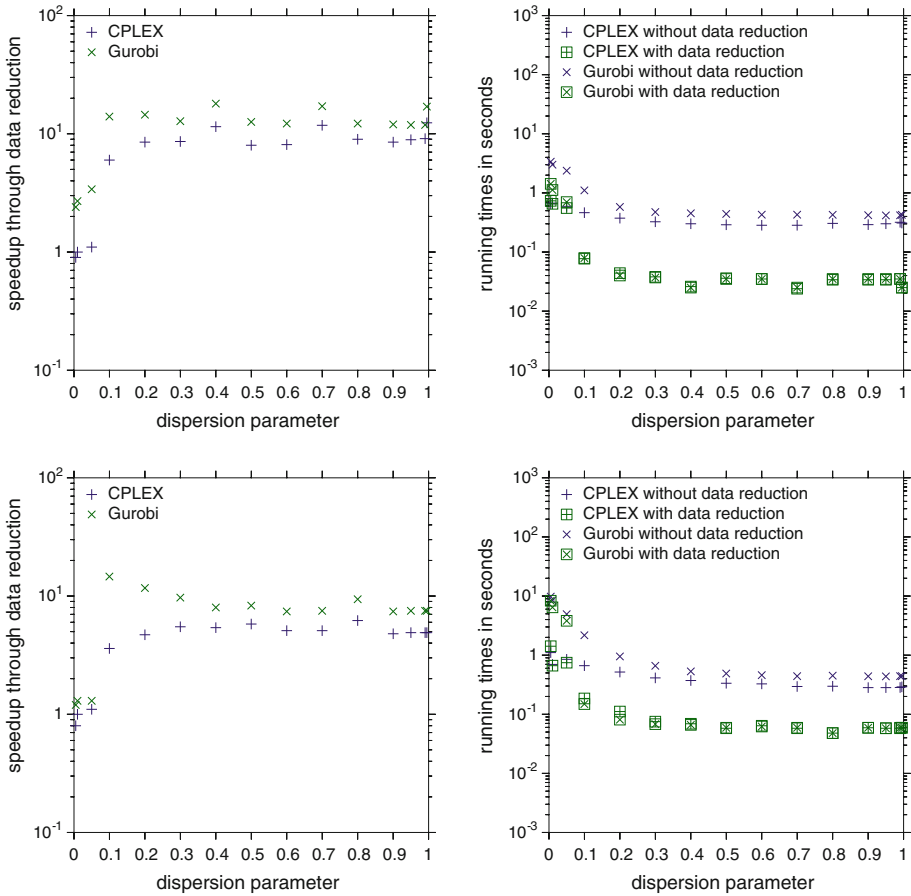 speedup through data reduction
10²
10
1
10⁻¹
CPLEX
Gurobi
0 0.1 0.2 0.3 0.4 0.5 0.6 0.7 0.8 0.9 1
dispersion parameter
running times in seconds
10³
10²
10
1
10⁻¹
10⁻²
10⁻³
CPLEX without data reduction
CPLEX with data reduction
Gurobi without data reduction
Gurobi with data reduction
0 0.1 0.2 0.3 0.4 0.5 0.6 0.7 0.8 0.9 1
dispersion parameter
speedup through data reduction
10²
10
1
10⁻¹
CPLEX
Gurobi
0 0.1 0.2 0.3 0.4 0.5 0.6 0.7 0.8 0.9 1
dispersion parameter
running times in seconds
10³
10²
10
1
10⁻¹
10⁻²
10⁻³
CPLEX without data reduction
CPLEX with data reduction
Gurobi without data reduction
Gurobi with data reduction
0 0.1 0.2 0.3 0.4 0.5 0.6 0.7 0.8 0.9 1
dispersion parameter